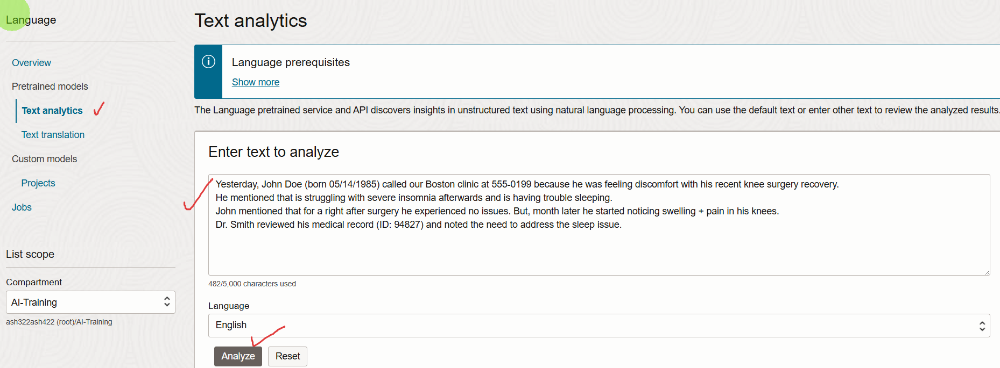 Language
Overview
Pretrained models
Text analytics
Text translation
Custom models
Projects
Jobs
List scope
Compartment
AI-Training
ash322ash422 (root)/AI-Training
Text analytics
Language prerequisites
Show more
The Language pretrained service and API discovers insights in unstructured text using natural language processing. You can use the default text or enter other text to review the analyzed results.
Enter text to analyze
Yesterday, John Doe (born 05/14/1985) called our Boston clinic at 555-0199 because he was feeling discomfort with his recent knee surgery recovery.
He mentioned that is struggling with severe insomnia afterwards and is having trouble sleeping.
John mentioned that for a right after surgery he experienced no issues. But, month later he started noticing swelling + pain in his knees.
Dr. Smith reviewed his medical record (ID: 94827) and noted the need to address the sleep issue.
482/5,000 characters used
Language
English
Analyze Reset